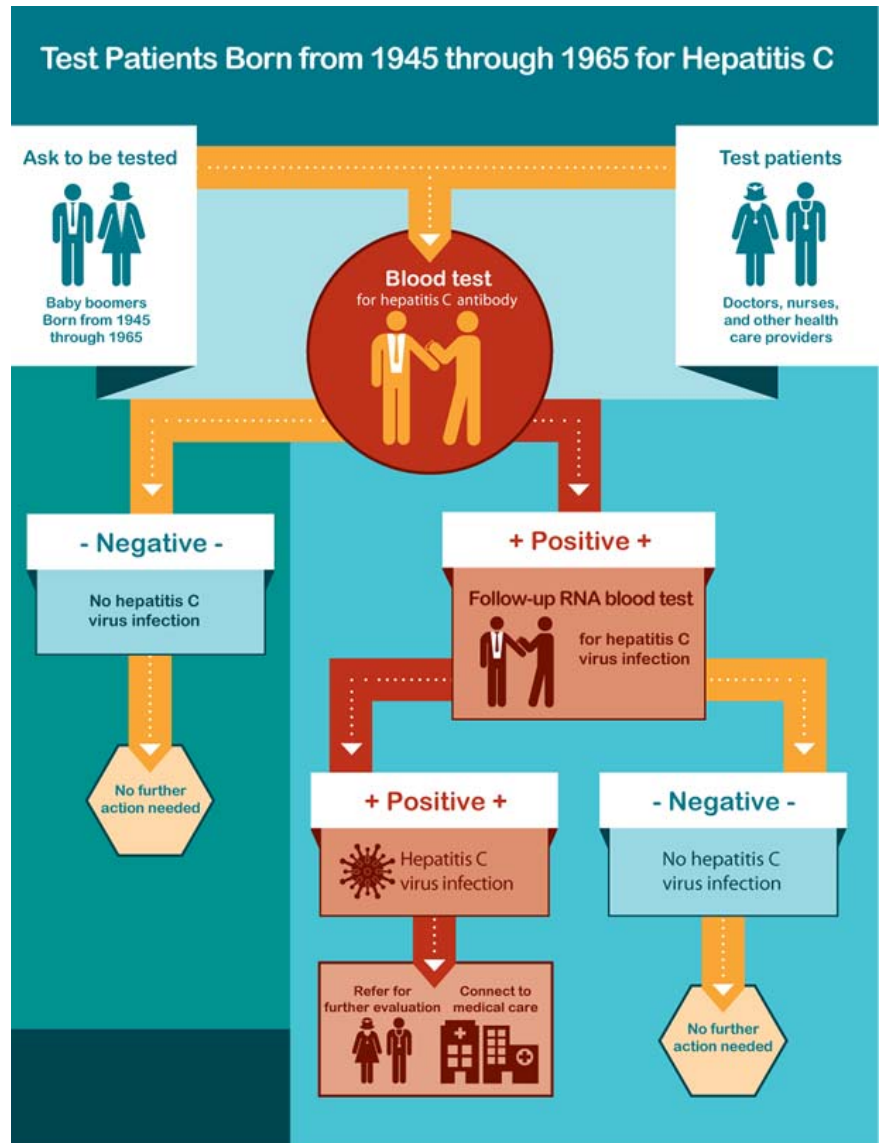 Test Patients Born from 1945 through 1965 for Hepatitis C
Ask to be tested
Baby boomers
Born from 1945
through 1965
Test patients
Doctors, nurses,
and other health
care providers
Blood test
for hepatitis C antibody
- Negative -
No hepatitis C
virus infection
No further
action needed
+ Positive +
Follow-up RNA blood test
for hepatitis C
virus infection
+ Positive +
Hepatitis C
virus infection
Refer for
further evaluation
Connect to
medical care
- Negative -
No hepatitis C
virus infection
No further
action needed